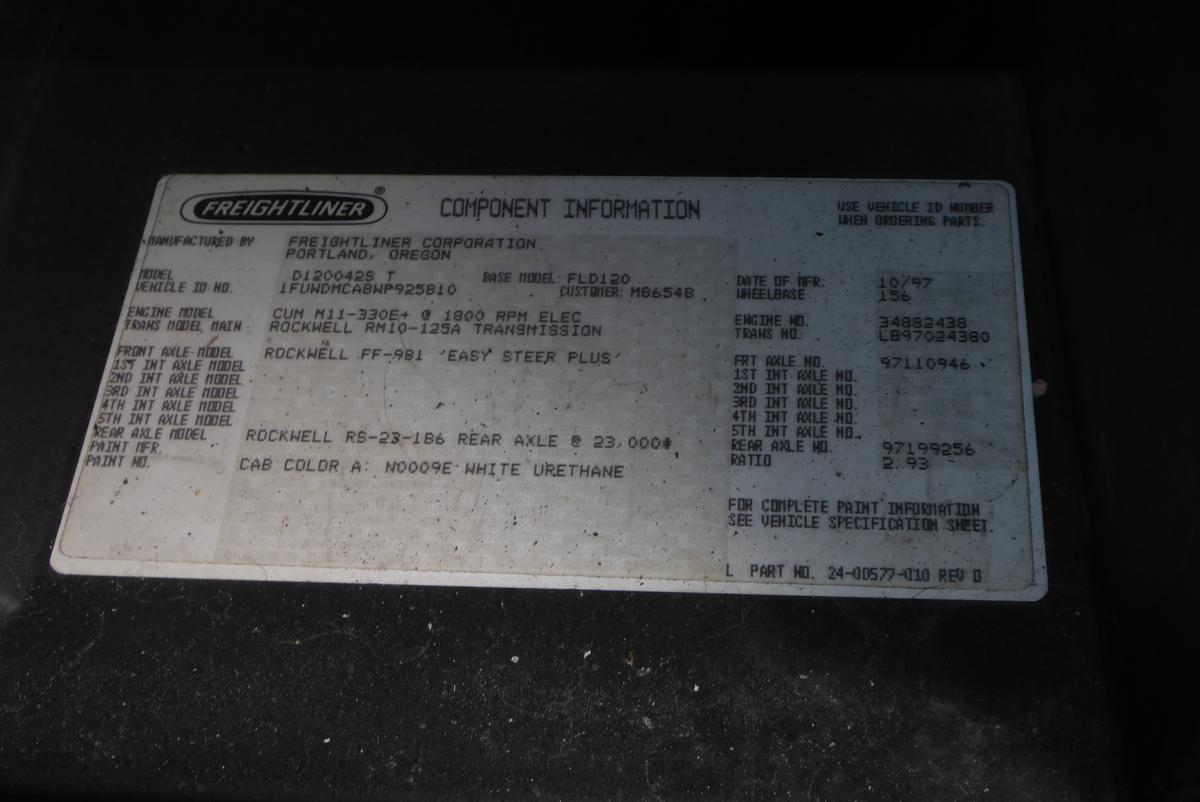 FREIGHTLINER ®
COMPONENT INFORMATION
USE VEHICLE ID NUMBER
WHEN ORDERING PARTS.
MANUFACTURED BY FREIGHTLINER CORPORATION
PORTLAND, OREGON
MODEL D120042S T BASE MODEL: FLD120 DATE OF MFR: 10/97
VEHICLE ID NO. 1FUWDMCABWP925810 CUSTOMER: MB654B WHEELBASE 156
ENGINE MODEL CUM M11-330E+ @ 1800 RPM ELEC ENGINE NO. 34882438
TRANS MODEL MAIN ROCKWELL RM10-125A TRANSMISSION TRANS NO. LB97024380
FRONT AXLE MODEL ROCKWELL FF-981 'EASY STEER PLUS' FRT AXLE NO. 97110946
1ST INT AXLE MODEL 1ST INT AXLE NO.
2ND INT AXLE MODEL 2ND INT AXLE NO.
3RD INT AXLE MODEL 3RD INT AXLE NO.
4TH INT AXLE MODEL 4TH INT AXLE NO.
5TH INT AXLE MODEL 5TH INT AXLE NO.
REAR AXLE MODEL ROCKWELL RS-23-186 REAR AXLE @ 23,000# REAR AXLE NO. 97199256
PAINT MFR. RATIO 2.93
PAINT NO. CAB COLOR A: N0009E WHITE URETHANE
FOR COMPLETE PAINT INFORMATION
SEE VEHICLE SPECIFICATION SHEET.
L PART NO. 24-00577-010 REV D